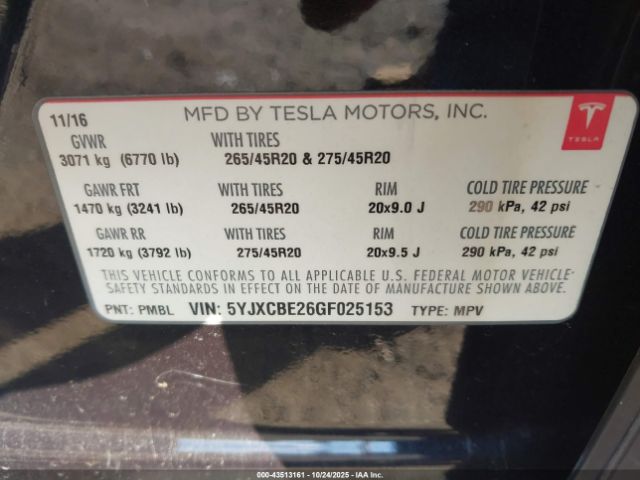 11/16 MFD BY TESLA MOTORS, INC.
TESLA
GVWR WITH TIRES
3071 kg (6770 lb) 265/45R20 & 275/45R20
GAWR FRT WITH TIRES RIM COLD TIRE PRESSURE
1470 kg (3241 lb) 265/45R20 20x9.0 J 290 kPa, 42 psi
GAWR RR WITH TIRES RIM COLD TIRE PRESSURE
1720 kg (3792 lb) 275/45R20 20x9.5 J 290 kPa, 42 psi
THIS VEHICLE CONFORMS TO ALL APPLICABLE U.S. FEDERAL MOTOR VEHICLE
SAFETY STANDARDS IN EFFECT ON THE DATE OF MANUFACTURE SHOWN ABOVE.
PNT: PMBL VIN: 5YJXCBE26GF025153 TYPE: MPV
000-43513161 - 10/24/2025 - IAA Inc.